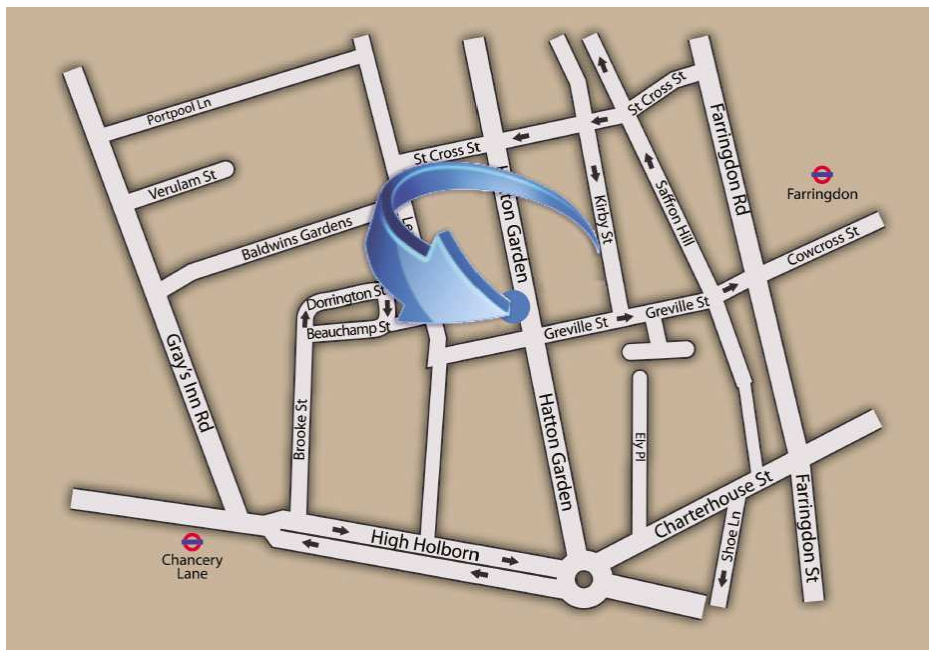 Portpool Ln
St Cross St
St Cross St
Verulam St
Farringdon Rd
Farringdon
Baldwins Gardens
Hatton Garden
Kirby St
Saffron Hill
Cowcross St
Dorrington St
Beauchamp St
Greville St
Greville St
Gray's Inn Rd
Brooke St
Hatton Garden
Ely Pl
Charterhouse St
Farringdon St
Shoe Ln
High Holborn
Chancery
Lane